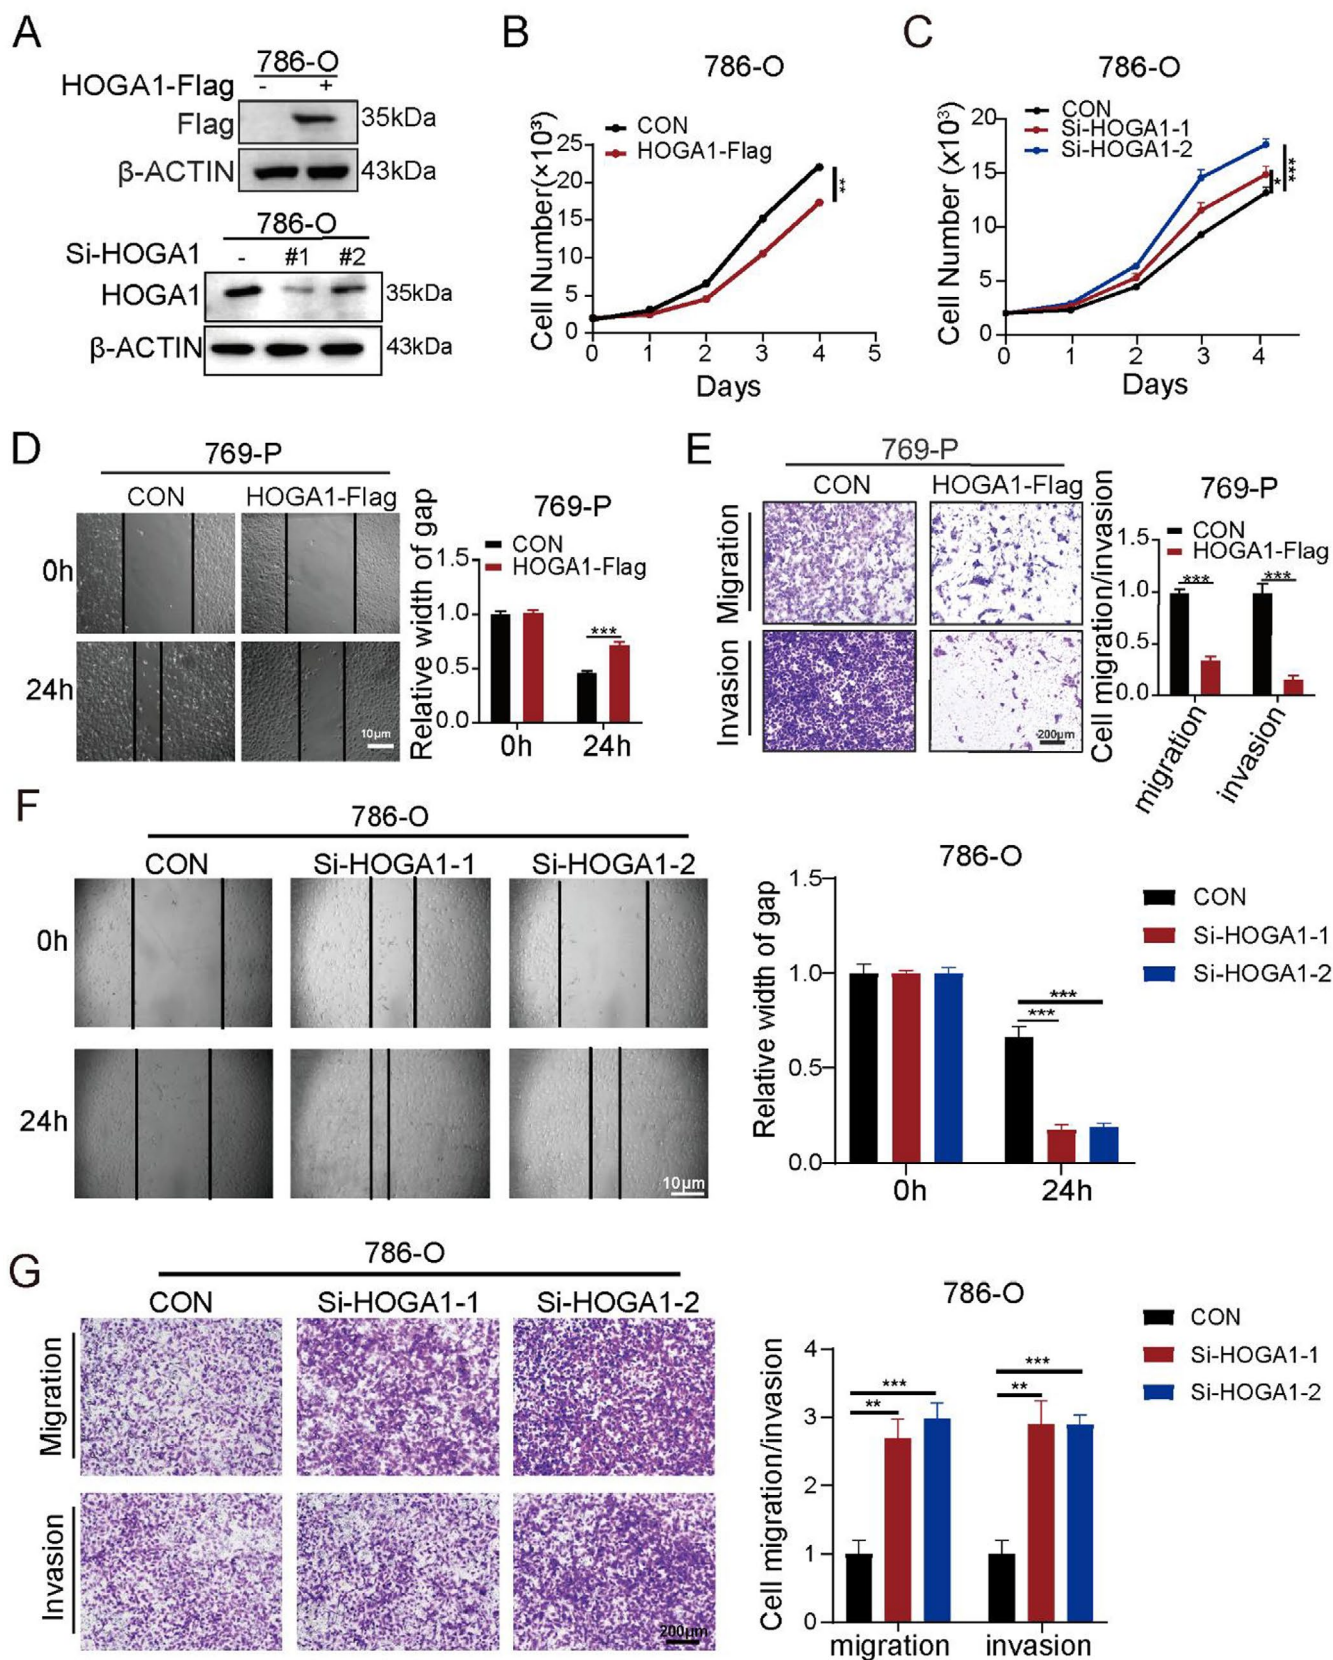 A
786-O
HOGA1-Flag - +
Flag 35kDa
β-ACTIN 43kDa
786-O
Si-HOGA1 - #1 #2
HOGA1 35kDa
β-ACTIN 43kDa
B
786-O
CON
HOGA1-Flag
Cell Number(×10³)
25
20
15
10
5
0
0 1 2 3 4 5
Days
**
C
786-O
CON
Si-HOGA1-1
Si-HOGA1-2
Cell Number (x10³)
20
15
10
5
0
0 1 2 3 4
Days
*
***
D
769-P
CON HOGA1-Flag
0h
24h
10μm
769-P
CON
HOGA1-Flag
Relative width of gap
1.5
1.0
0.5
0.0
***
0h 24h
E
769-P
CON HOGA1-Flag
Migration
Invasion
200μm
769-P
CON
HOGA1-Flag
Cell migration/invasion
1.5
1.0
0.5
0.0
*** ***
migration invasion
F
786-O
CON Si-HOGA1-1 Si-HOGA1-2
0h
24h
10μm
786-O
CON
Si-HOGA1-1
Si-HOGA1-2
Relative width of gap
1.5
1.0
0.5
0.0
***
***
0h 24h
G
786-O
CON Si-HOGA1-1 Si-HOGA1-2
Migration
Invasion
200μm
786-O
CON
Si-HOGA1-1
Si-HOGA1-2
Cell migration/invasion
4
3
2
1
0
*** ***
** **
migration invasion